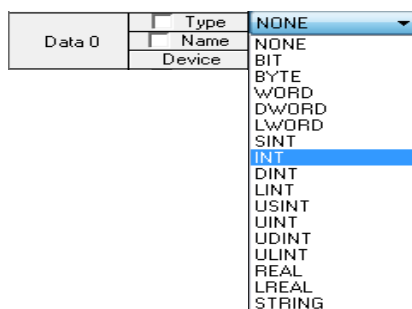 Data 0
Type
NONE
Name
Device
NONE
BIT
BYTE
WORD
DWORD
LWORD
SINT
INT
DINT
LINT
USINT
UINT
UDINT
ULINT
REAL
LREAL
STRING